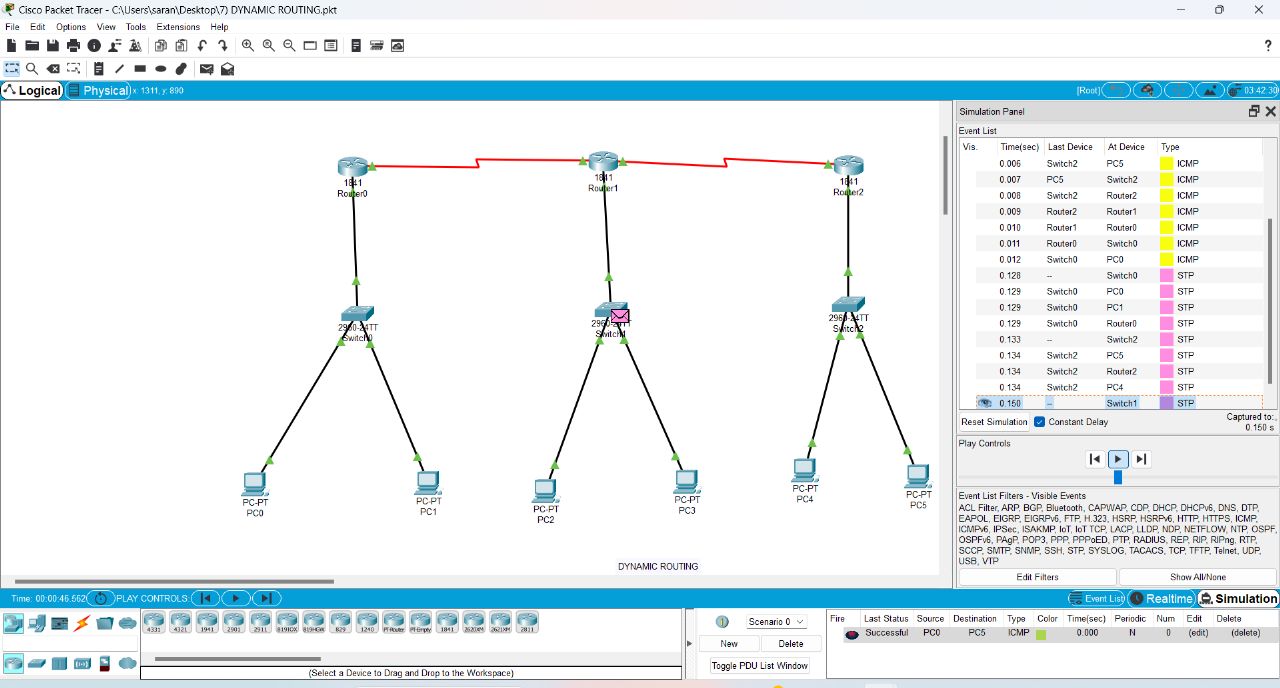 Cisco Packet Tracer - C:\Users\saran\Desktop\7) DYNAMIC ROUTING.pkt
File Edit Options View Tools Extensions Help
?
Logical Physical x: 1311, y: 890 [Root] 03:42:30
Simulation Panel
Event List
Vis. Time(sec) Last Device At Device Type
0.006 Switch2 PC5 ICMP
0.007 PC5 Switch2 ICMP
0.008 Switch2 Router2 ICMP
0.009 Router2 Router1 ICMP
0.010 Router1 Router0 ICMP
0.011 Router0 Switch0 ICMP
0.012 Switch0 PC0 ICMP
0.128 -- Switch0 STP
0.129 Switch0 PC0 STP
0.129 Switch0 PC1 STP
0.129 Switch0 Router0 STP
0.133 -- Switch2 STP
0.134 Switch2 PC5 STP
0.134 Switch2 Router2 STP
0.134 Switch2 PC4 STP
0.150 -- Switch1 STP
Reset Simulation Constant Delay Captured to:
0.150 s
Play Controls
Event List Filters - Visible Events
ACL Filter, ARP, BGP, Bluetooth, CAPWAP, CDP, DHCP, DHCPv6, DNS, DTP,
EAPOL, EIGRP, EIGRPv6, FTP, H.323, HSRP, HSRPv6, HTTP, HTTPS, ICMP,
ICMPv6, IPSec, ISAKMP, IoT, IoT TCP, LACP, LLDP, NDP, NETFLOW, NTP, OSPF,
OSPFv6, PAgP, POP3, PPP, PPPoED, PTP, RADIUS, REP, RIP, RIPng, RTP,
SCCP, SMTP, SNMP, SSH, STP, SYSLOG, TACACS, TCP, TFTP, Telnet, UDP,
USB, VTP
Edit Filters Show All/None
1841
Router0
1841
Router1
1841
Router2
2960-24TT
Switch0
2960-24TT
Switch1
2960-24TT
Switch2
PC-PT
PC0
PC-PT
PC1
PC-PT
PC2
PC-PT
PC3
PC-PT
PC4
PC-PT
PC5
DYNAMIC ROUTING
Time: 00:00:46.562 PLAY CONTROLS: Event List Realtime Simulation
4331 4321 1941 2901 2911 819IOX 819HGW 829 1240 PT-Router PT-Empty 1841 2620XM 2621XM 2811
(Select a Device to Drag and Drop to the Workspace)
Scenario 0
New Delete
Toggle PDU List Window
Fire Last Status Source Destination Type Color Time(sec) Periodic Num Edit Delete
Successful PC0 PC5 ICMP 0.000 N 0 (edit) (delete)